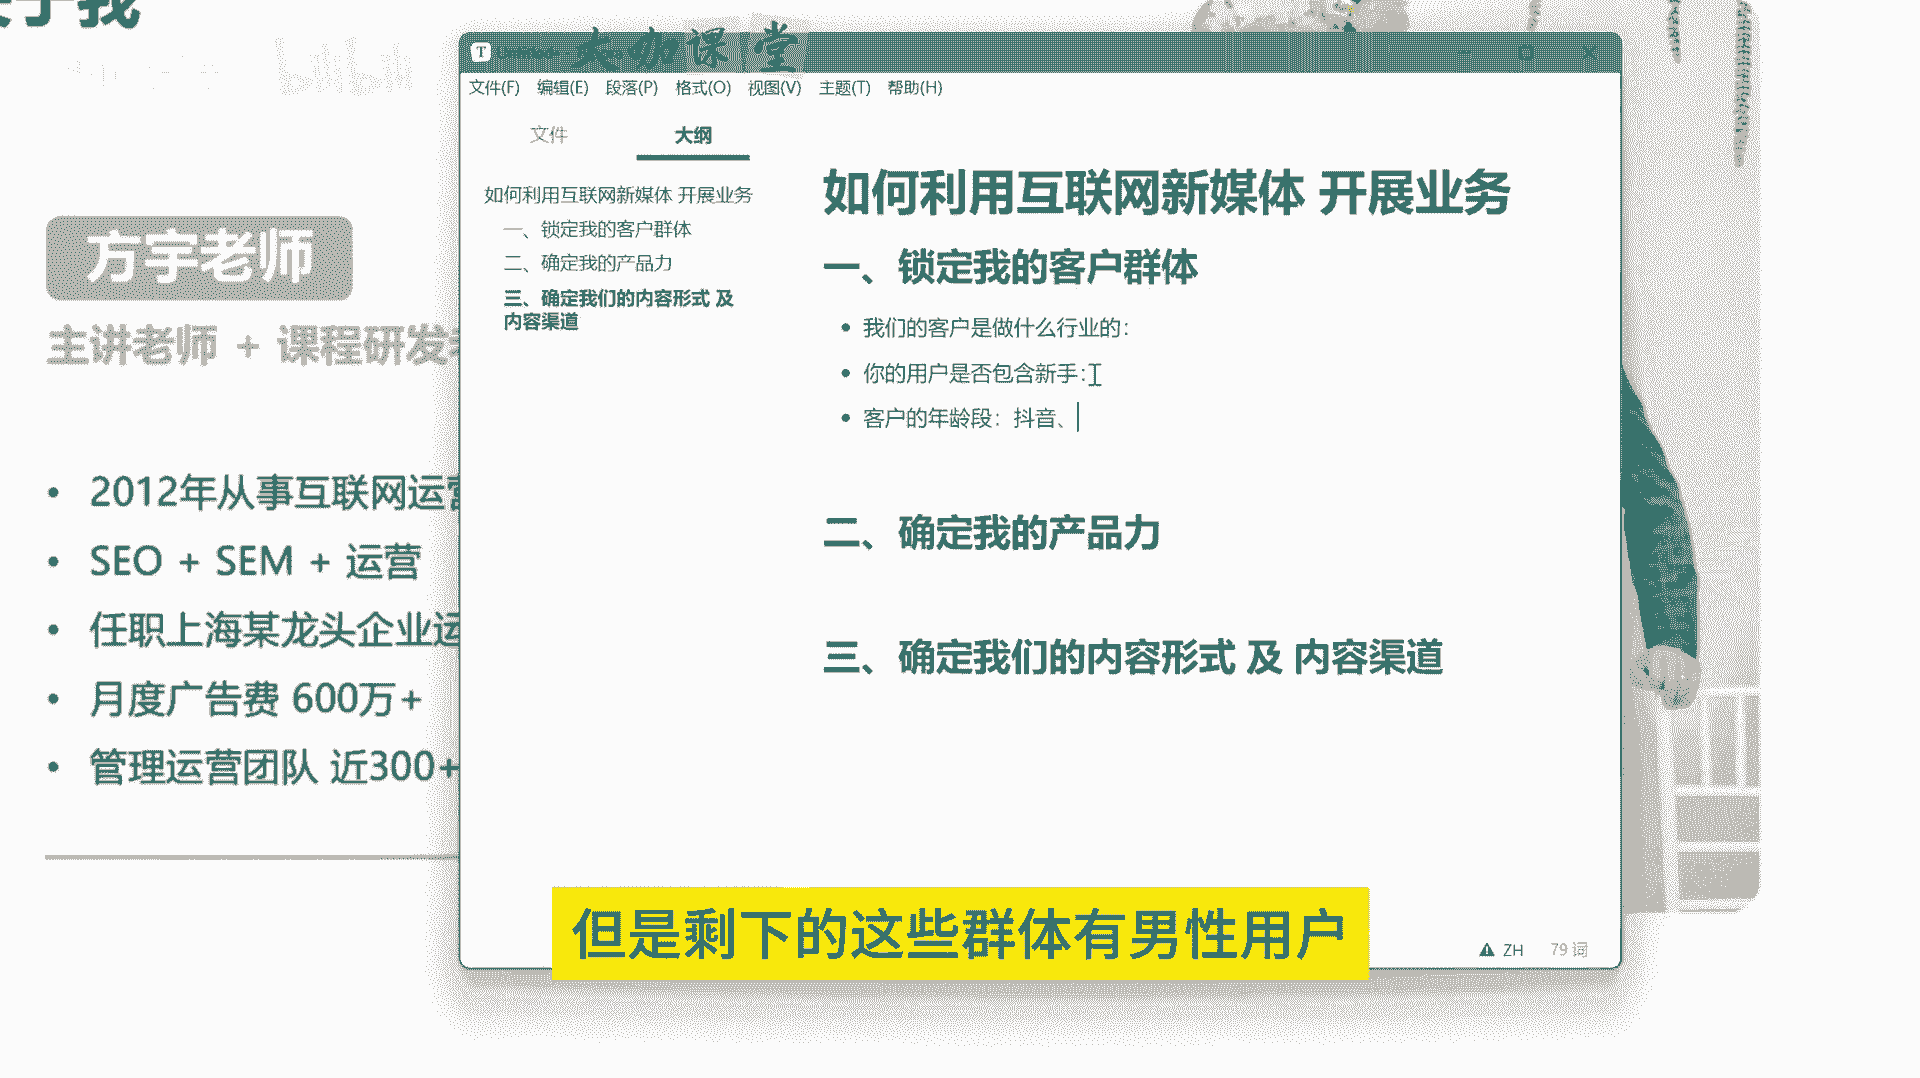 于我
bilibili
方宇老师
主讲老师 + 课程研发
2012年从事互联网运营
SEO + SEM + 运营
任职上海某龙头企业运
月度广告费 600万+
管理运营团队 近300+
大咖课堂
文件(F) 编辑(E) 段落(P) 格式(O) 视图(V) 主题(T) 帮助(H)
文件 大纲
如何利用互联网新媒体 开展业务
一、锁定我的客户群体
二、确定我的产品力
三、确定我们的内容形式 及
内容渠道
如何利用互联网新媒体 开展业务
一、锁定我的客户群体
我们的客户是做什么行业的：
你的用户是否包含新手：
客户的年龄段：抖音、
二、确定我的产品力
三、确定我们的内容形式 及 内容渠道
ZH 79 词
但是剩下的这些群体有男性用户